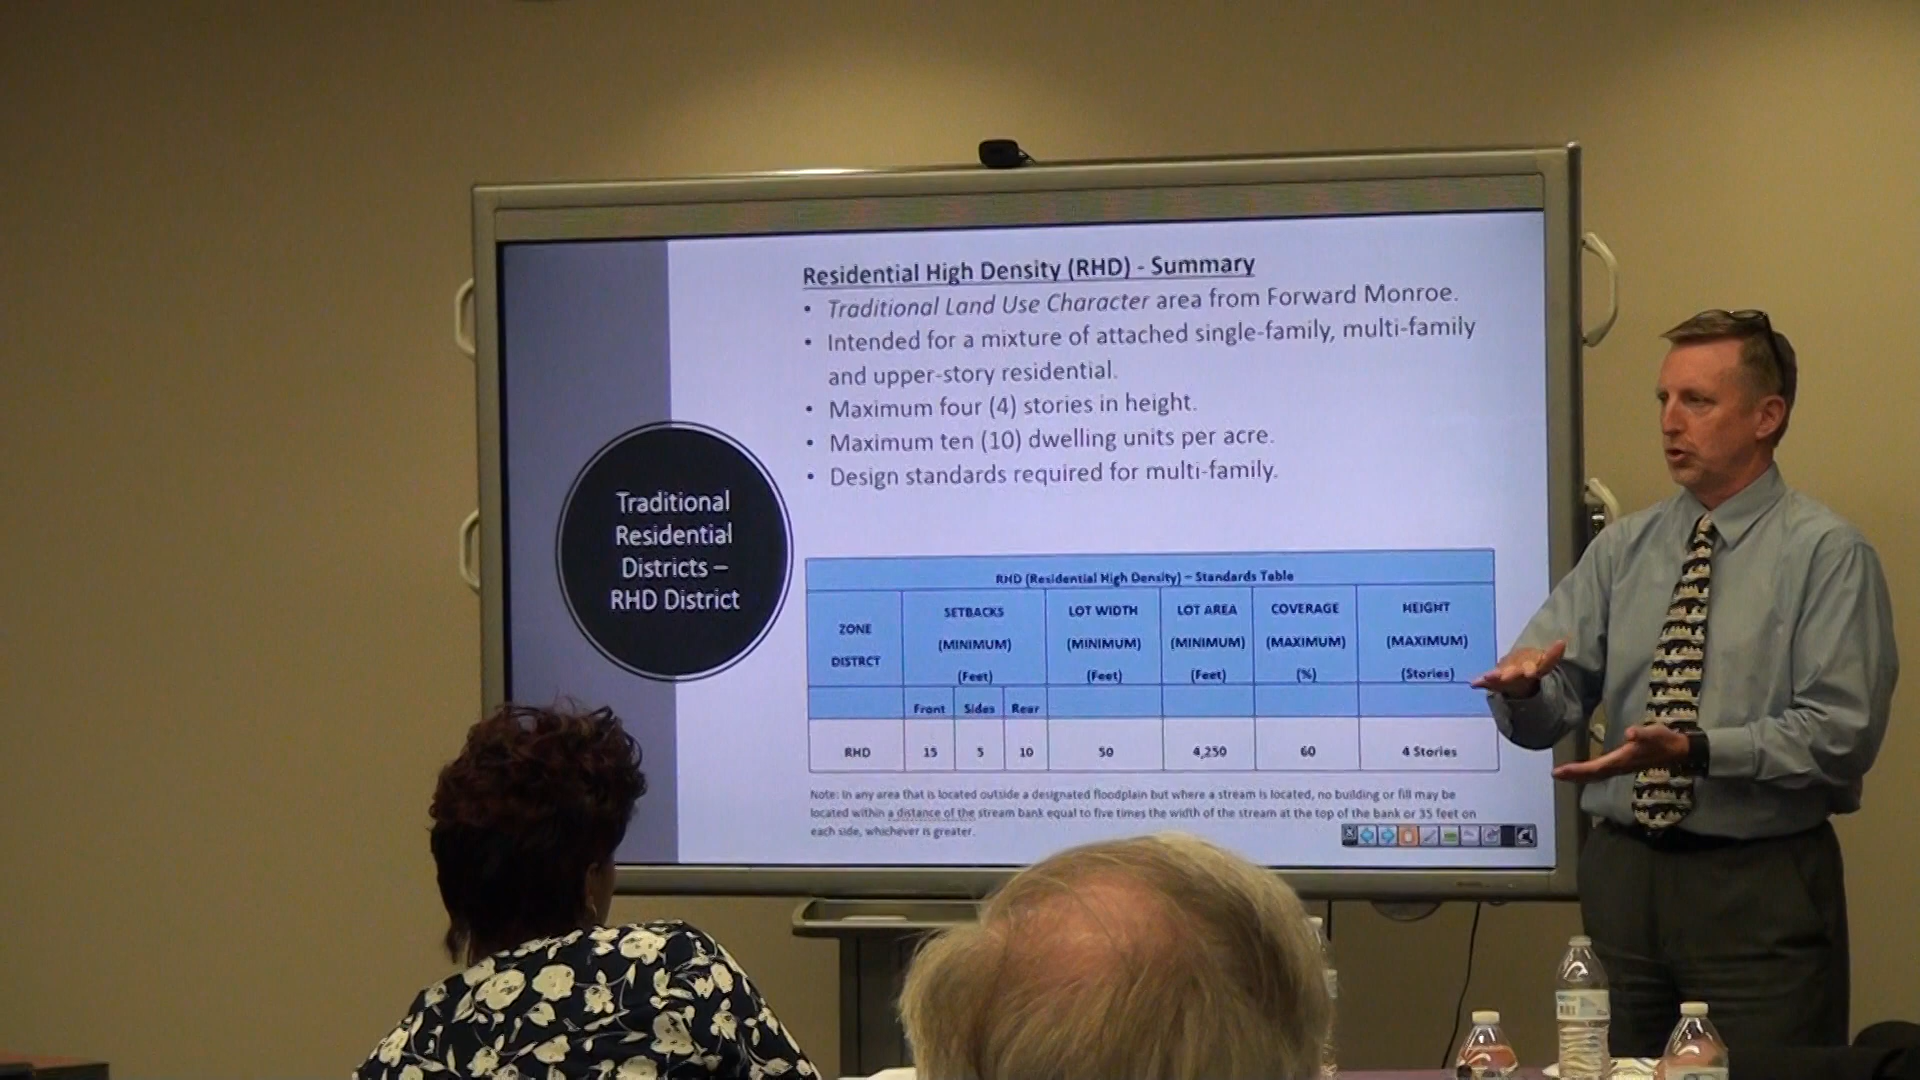 Residential High Density (RHD) - Summary
• Traditional Land Use Character area from Forward Monroe.
• Intended for a mixture of attached single-family, multi-family
and upper-story residential.
• Maximum four (4) stories in height.
• Maximum ten (10) dwelling units per acre.
• Design standards required for multi-family.
Traditional
Residential
Districts –
RHD District
RHD (Residential High Density) – Standards Table
ZONE
DISTRCT
SETBACKS
(MINIMUM)
(Feet)
LOT WIDTH
(MINIMUM)
(Feet)
LOT AREA
(MINIMUM)
(Feet)
COVERAGE
(MAXIMUM)
(%)
HEIGHT
(MAXIMUM)
(Stories)
Front Sides Rear
RHD 15 5 10 50 4,250 60 4 Stories
Note: In any area that is located outside a designated floodplain but where a stream is located, no building or fill may be
located within a distance of the stream bank equal to five times the width of the stream at the top of the bank or 35 feet on
each side, whichever is greater.